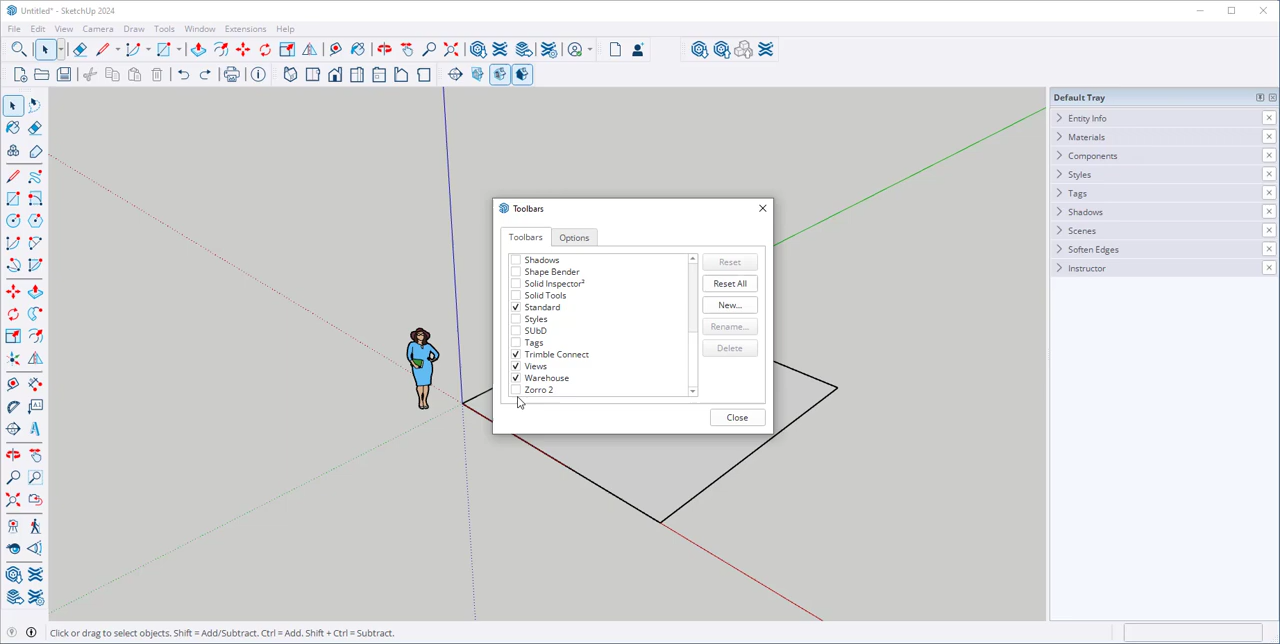 Untitled* - SketchUp 2024
File Edit View Camera Draw Tools Window Extensions Help
Default Tray
Entity Info
Materials
Components
Styles
Tags
Shadows
Scenes
Soften Edges
Instructor
Toolbars
Toolbars Options
Shadows
Shape Bender
Solid Inspector²
Solid Tools
Standard
Styles
SUbD
Tags
Trimble Connect
Views
Warehouse
Zorro 2
Reset
Reset All
New...
Rename...
Delete
Close
Click or drag to select objects. Shift = Add/Subtract. Ctrl = Add. Shift + Ctrl = Subtract.